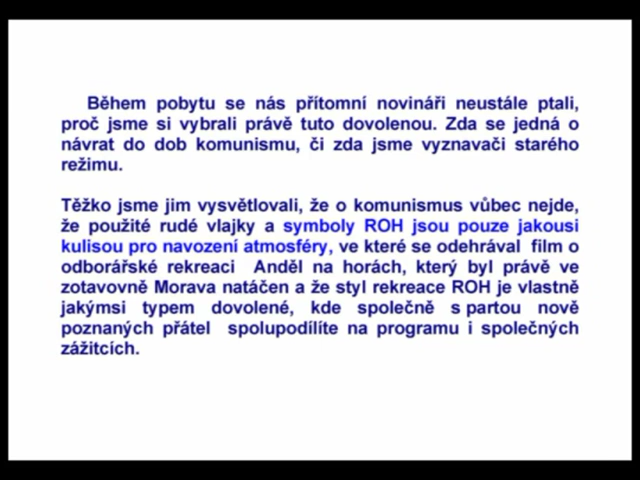 Během pobytu se nás přítomní novináři neustále ptali,
proč jsme si vybrali právě tuto dovolenou. Zda se jedná o
návrat do dob komunismu, či zda jsme vyznavači starého
režimu.
Těžko jsme jim vysvětlovali, že o komunismus vůbec nejde,
že použité rudé vlajky a symboly ROH jsou pouze jakousi
kulisou pro navození atmosféry, ve které se odehrával film o
odborářské rekreaci Anděl na horách, který byl právě ve
zotavovně Morava natáčen a že styl rekreace ROH je vlastně
jakýmsi typem dovolené, kde společně s partou nově
poznaných přátel spolupodílíte na programu i společných
zážitcích.